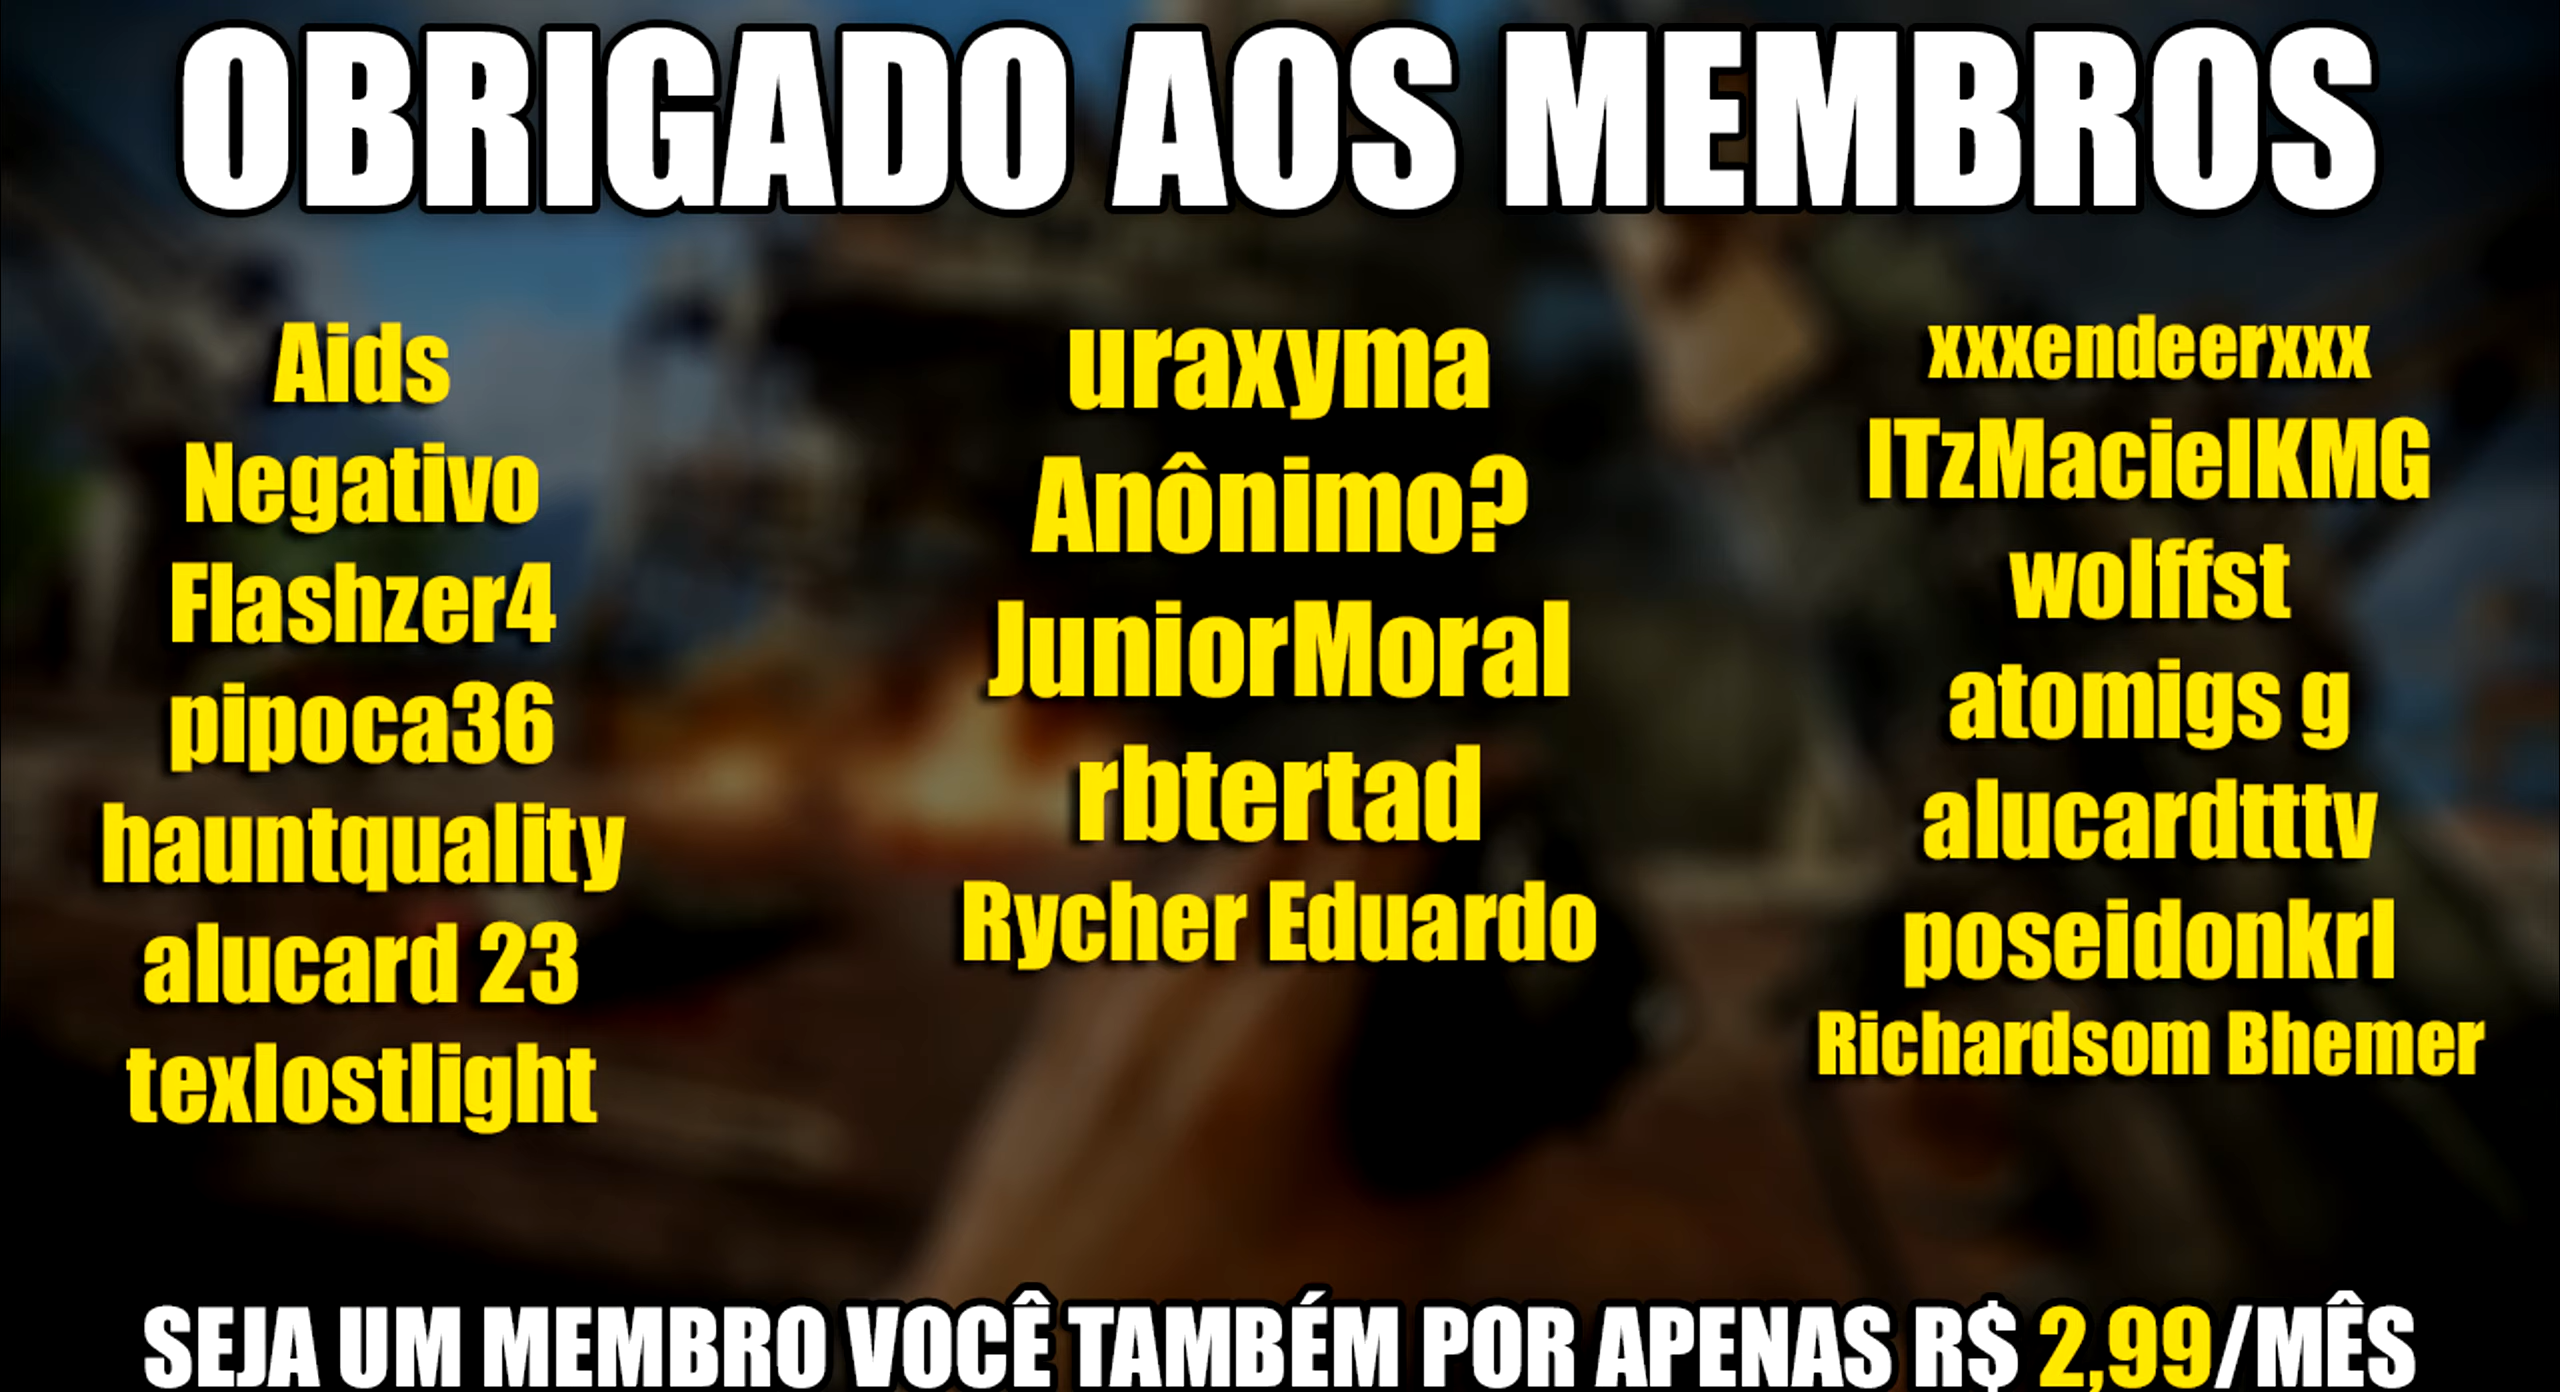 OBRIGADO AOS MEMBROS
Aids
Negativo
Flashzer4
pipoca36
hauntquality
alucard 23
texlostlight
uraxyma
Anônimo?
JuniorMoral
rbtertad
Rycher Eduardo
xxxendeerxxx
ITzMacielKMG
wolffst
atomigs g
alucardtttv
poseidonkrl
Richardsom Bhemer
SEJA UM MEMBRO VOCÊ TAMBÉM POR APENAS R$ 2,99/MÊS